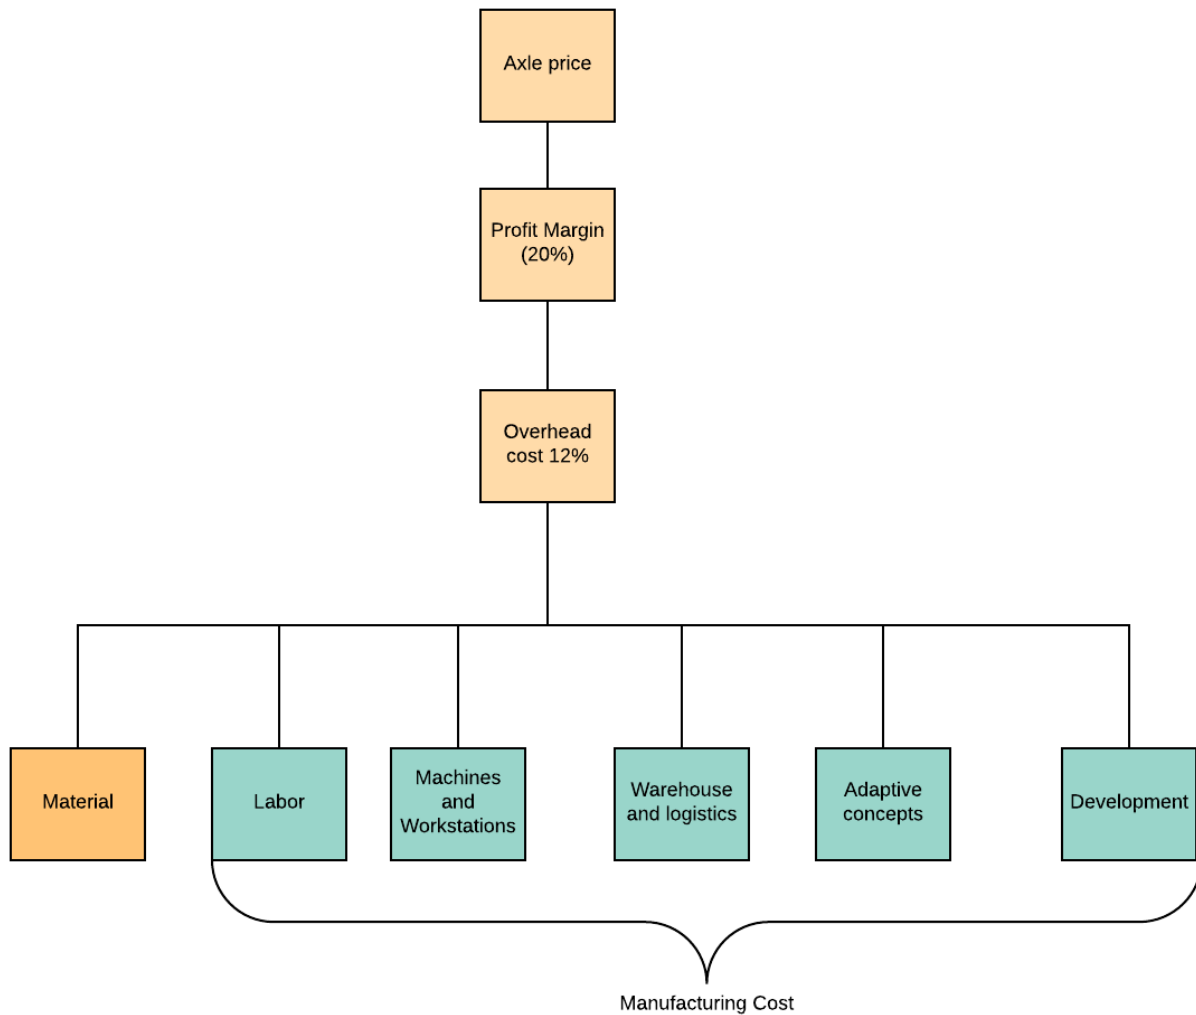 Axle price
Profit Margin
(20%)
Overhead
cost 12%
Material
Labor
Machines
and
Workstations
Warehouse
and logistics
Adaptive
concepts
Development
Manufacturing Cost